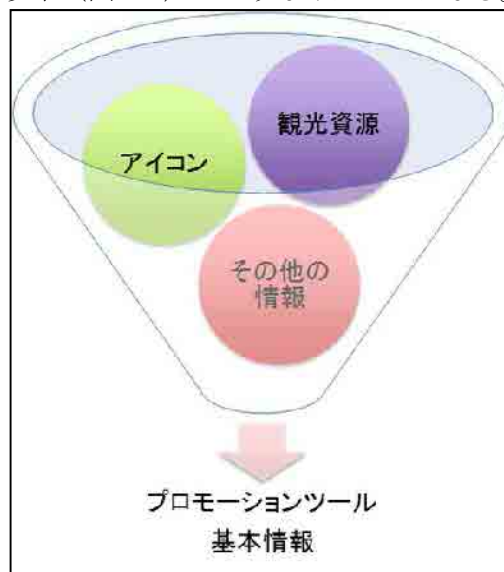 観光資源
アイコン
その他の
情報
プロモーションツール
基本情報